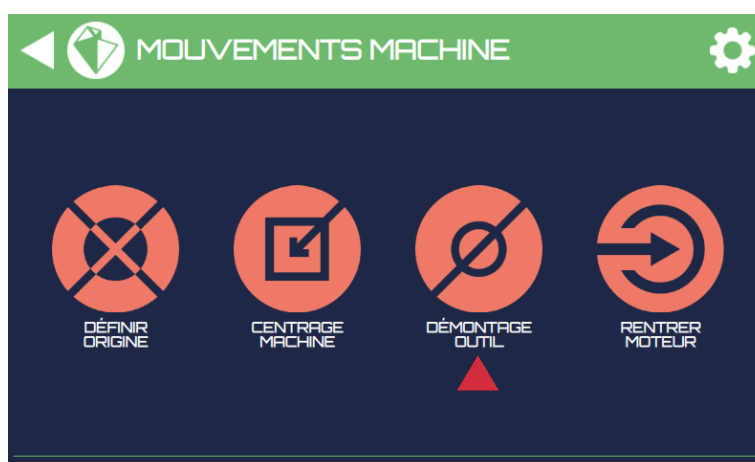 MOUVEMENTS MACHINE
DÉFINIR
ORIGINE
CENTRAGE
MACHINE
DÉMONTAGE
OUTIL
RENTRER
MOTEUR